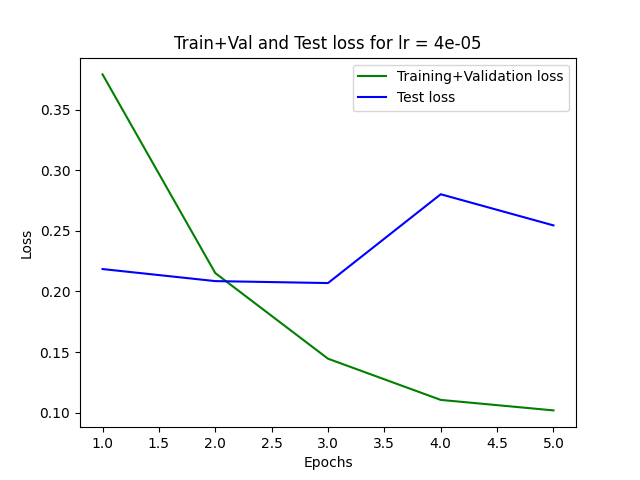 Train+Val and Test loss for lr = 4e-05
Training+Validation loss
Test loss
Loss
0.35
0.30
0.25
0.20
0.15
0.10
1.0 1.5 2.0 2.5 3.0 3.5 4.0 4.5 5.0
Epochs